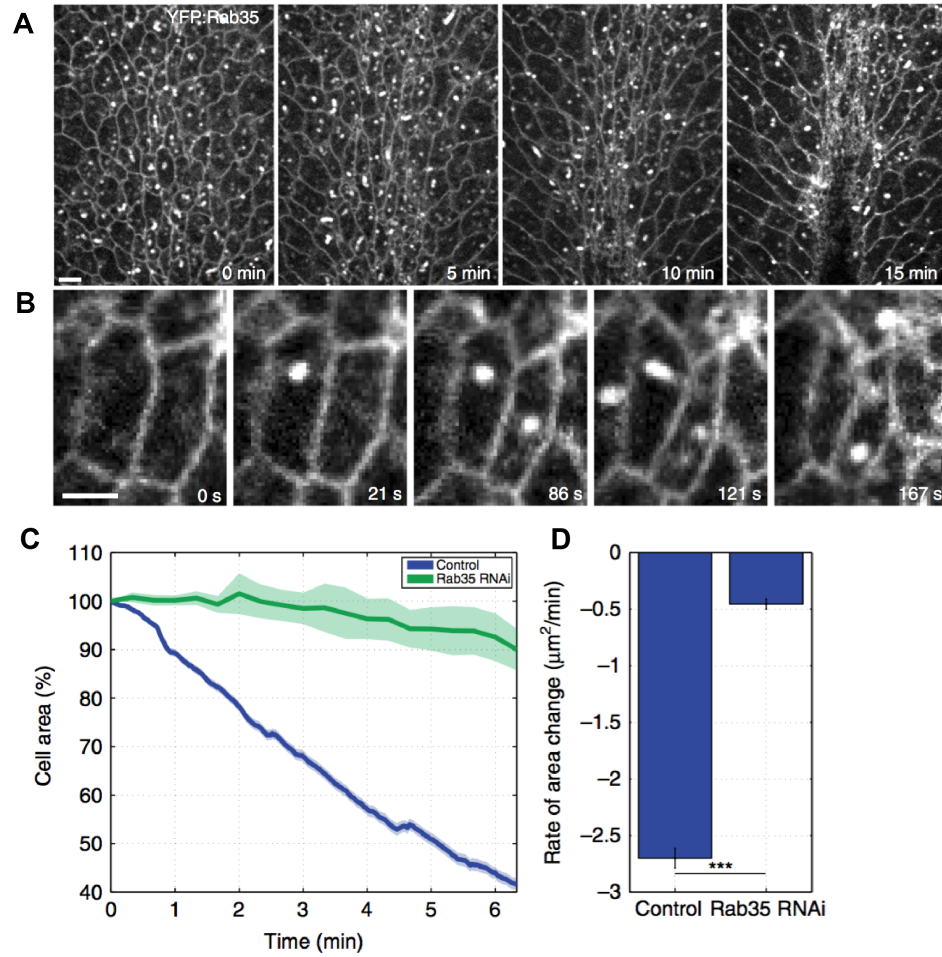 A
YFP:Rab35
0 min
5 min
10 min
15 min
B
0 s
21 s
86 s
121 s
167 s
C
110
100
90
80
70
60
50
40
Cell area (%)
0 1 2 3 4 5 6
Time (min)
Control
Rab35 RNAi
D
0
−0.5
−1
−1.5
−2
−2.5
−3
Rate of area change (μm²/min)
***
Control Rab35 RNAi